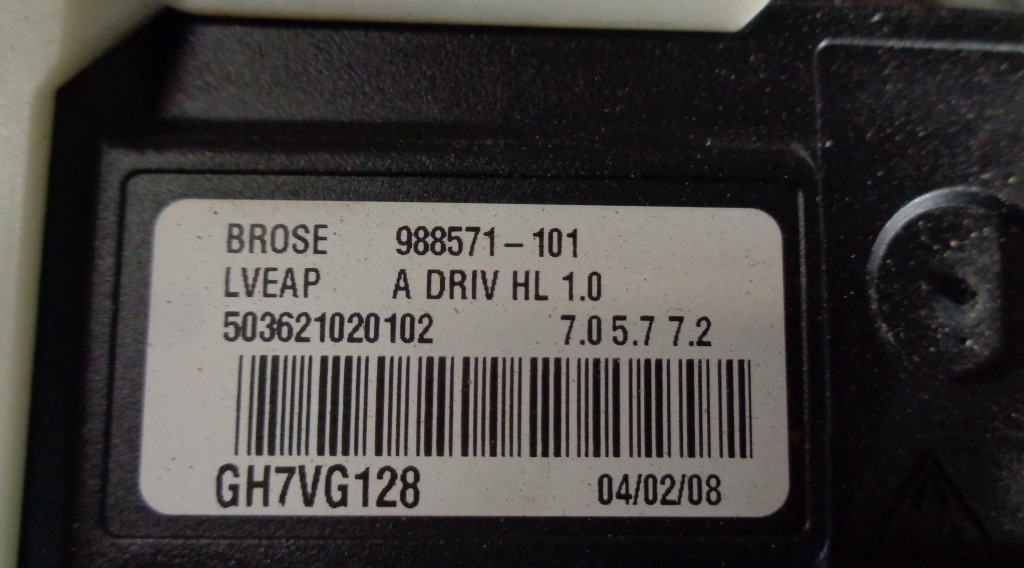 BROSE 988571-101
LVEAP A DRIV HL 1.0
503621020102 7.0 5.7 7.2
GH7VG128 04/02/08